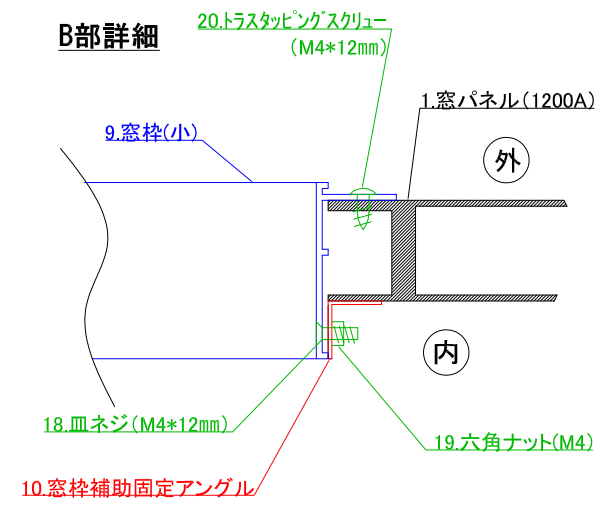 B部詳細
20.トラスタッピングスクリュー
(M4*12mm)
1.窓パネル(1200A)
9.窓枠(小)
外
内
18.皿ネジ(M4*12mm)
19.六角ナット(M4)
10.窓枠補助固定アングル